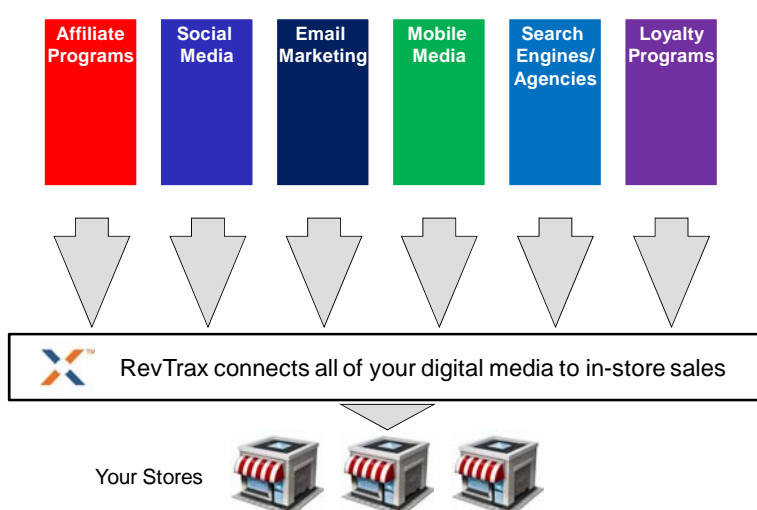 Affiliate
Programs
Social
Media
Email
Marketing
Mobile
Media
Search
Engines/
Agencies
Loyalty
Programs
TM
RevTrax connects all of your digital media to in-store sales
Your Stores